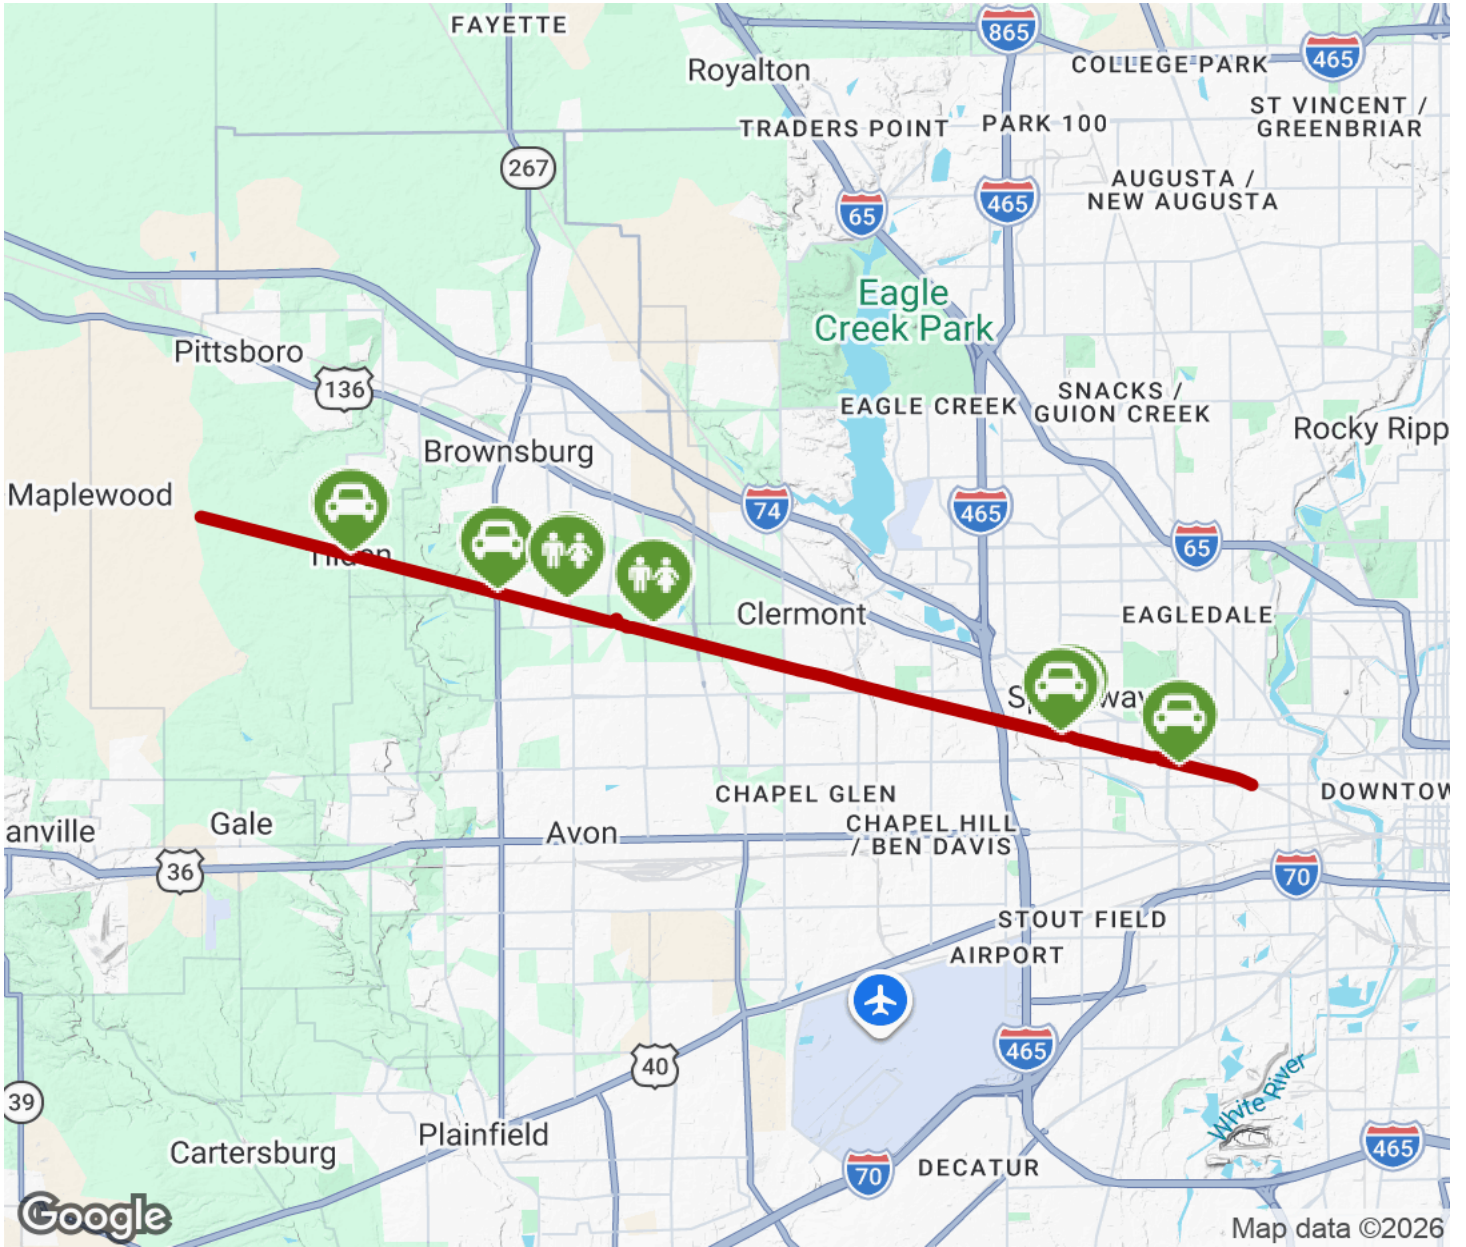 FAYETTE
865
465
COLLEGE PARK
Royalton
ST VINCENT /
GREENBRIAR
TRADERS POINT
PARK 100
267
AUGUSTA /
NEW AUGUSTA
465
65
Eagle
Creek Park
Pittsboro
136
EAGLE CREEK
SNACKS /
GUION CREEK
Rocky Ripp
Brownsburg
Maplewood
74
465
65
Clermont
EAGLEDALE
CHAPEL GLEN
DOWNTOW
anville
Gale
Avon
CHAPEL HILL
/ BEN DAVIS
36
70
STOUT FIELD
AIRPORT
465
40
39
White River
Plainfield
Cartersburg
465
70
DECATUR
Google
Map data ©2026